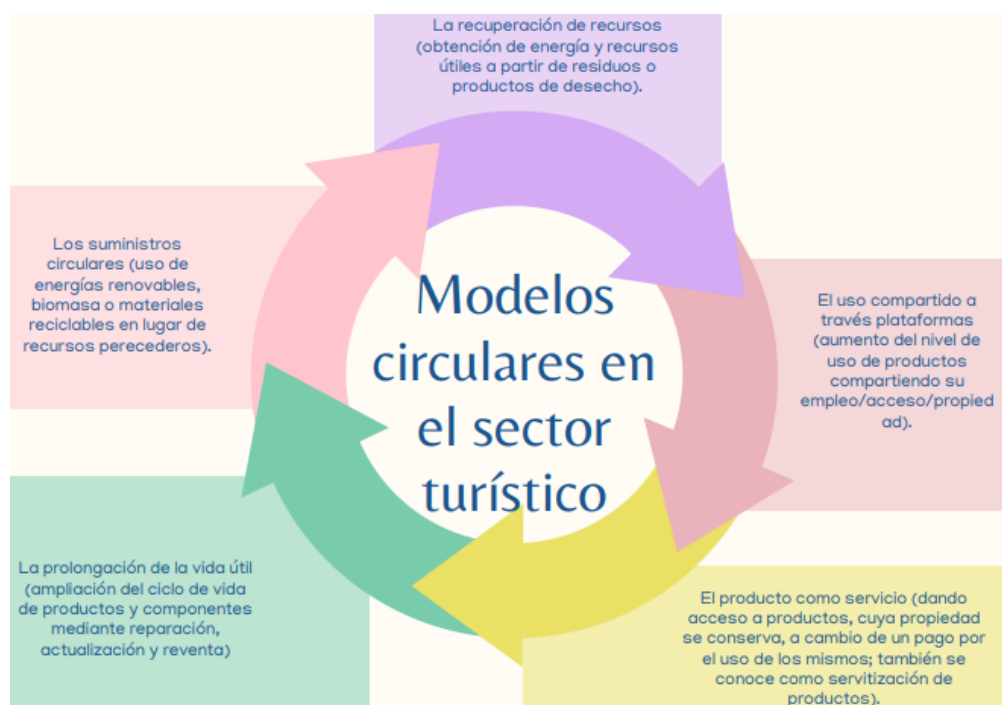 La recuperación de recursos
(obtención de energía y recursos
útiles a partir de residuos o
productos de desecho).
Los suministros
circulares (uso de
energías renovables,
biomasa o materiales
reciclables en lugar de
recursos perecederos).
Modelos
circulares en
el sector
turístico
El uso compartido a
través plataformas
(aumento del nivel de
uso de productos
compartiendo su
empleo/acceso/propied
ad).
La prolongación de la vida útil
(ampliación del ciclo de vida
de productos y componentes
mediante reparación,
actualización y reventa)
El producto como servicio (dando
acceso a productos, cuya propiedad
se conserva, a cambio de un pago por
el uso de los mismos; también se
conoce como servitización de
productos).